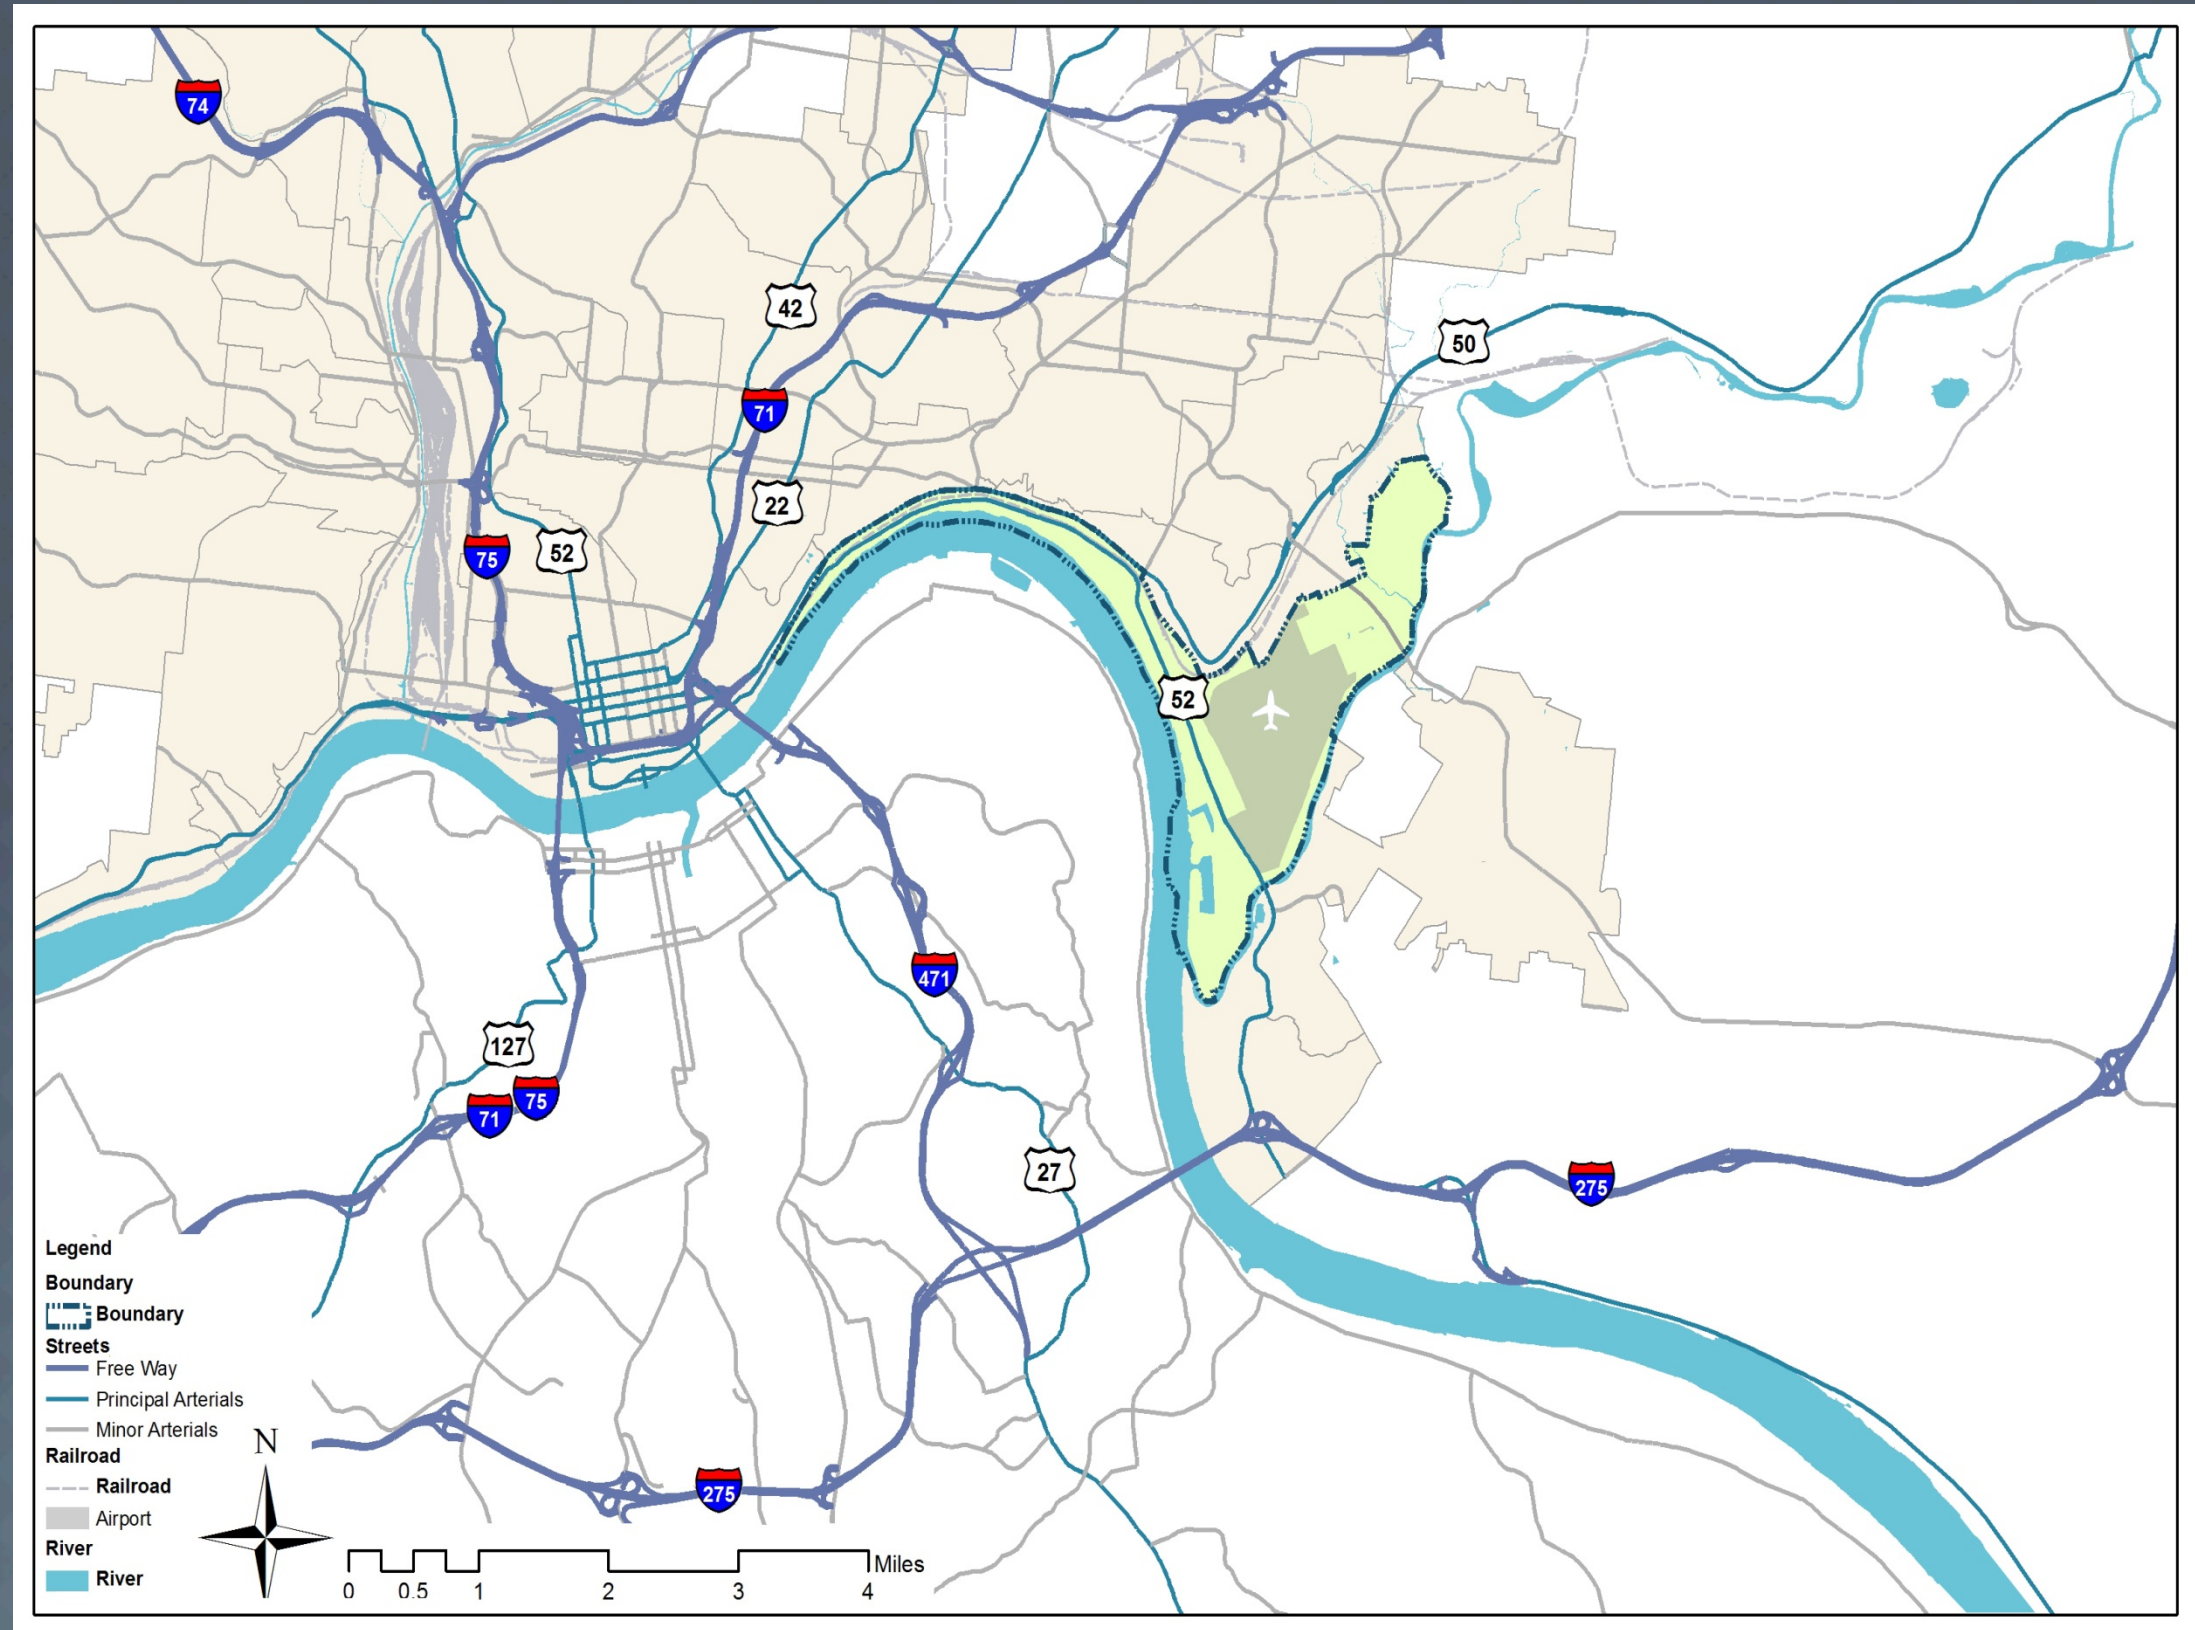 74
42
50
71
22
52
75
52
471
127
75
71
27
275
275
Legend
Boundary
Boundary
Streets
Free Way
Principal Arterials
Minor Arterials
Railroad
Railroad
Airport
River
River
N
Miles
0 0.5 1 2 3 4